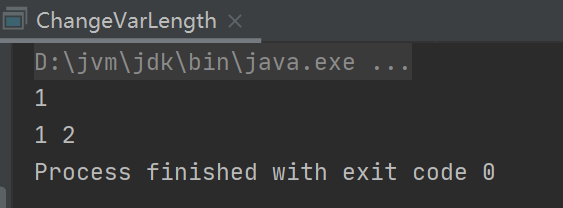 ChangeVarLength
D:\jvm\jdk\bin\java.exe ...
1
1 2
Process finished with exit code 0